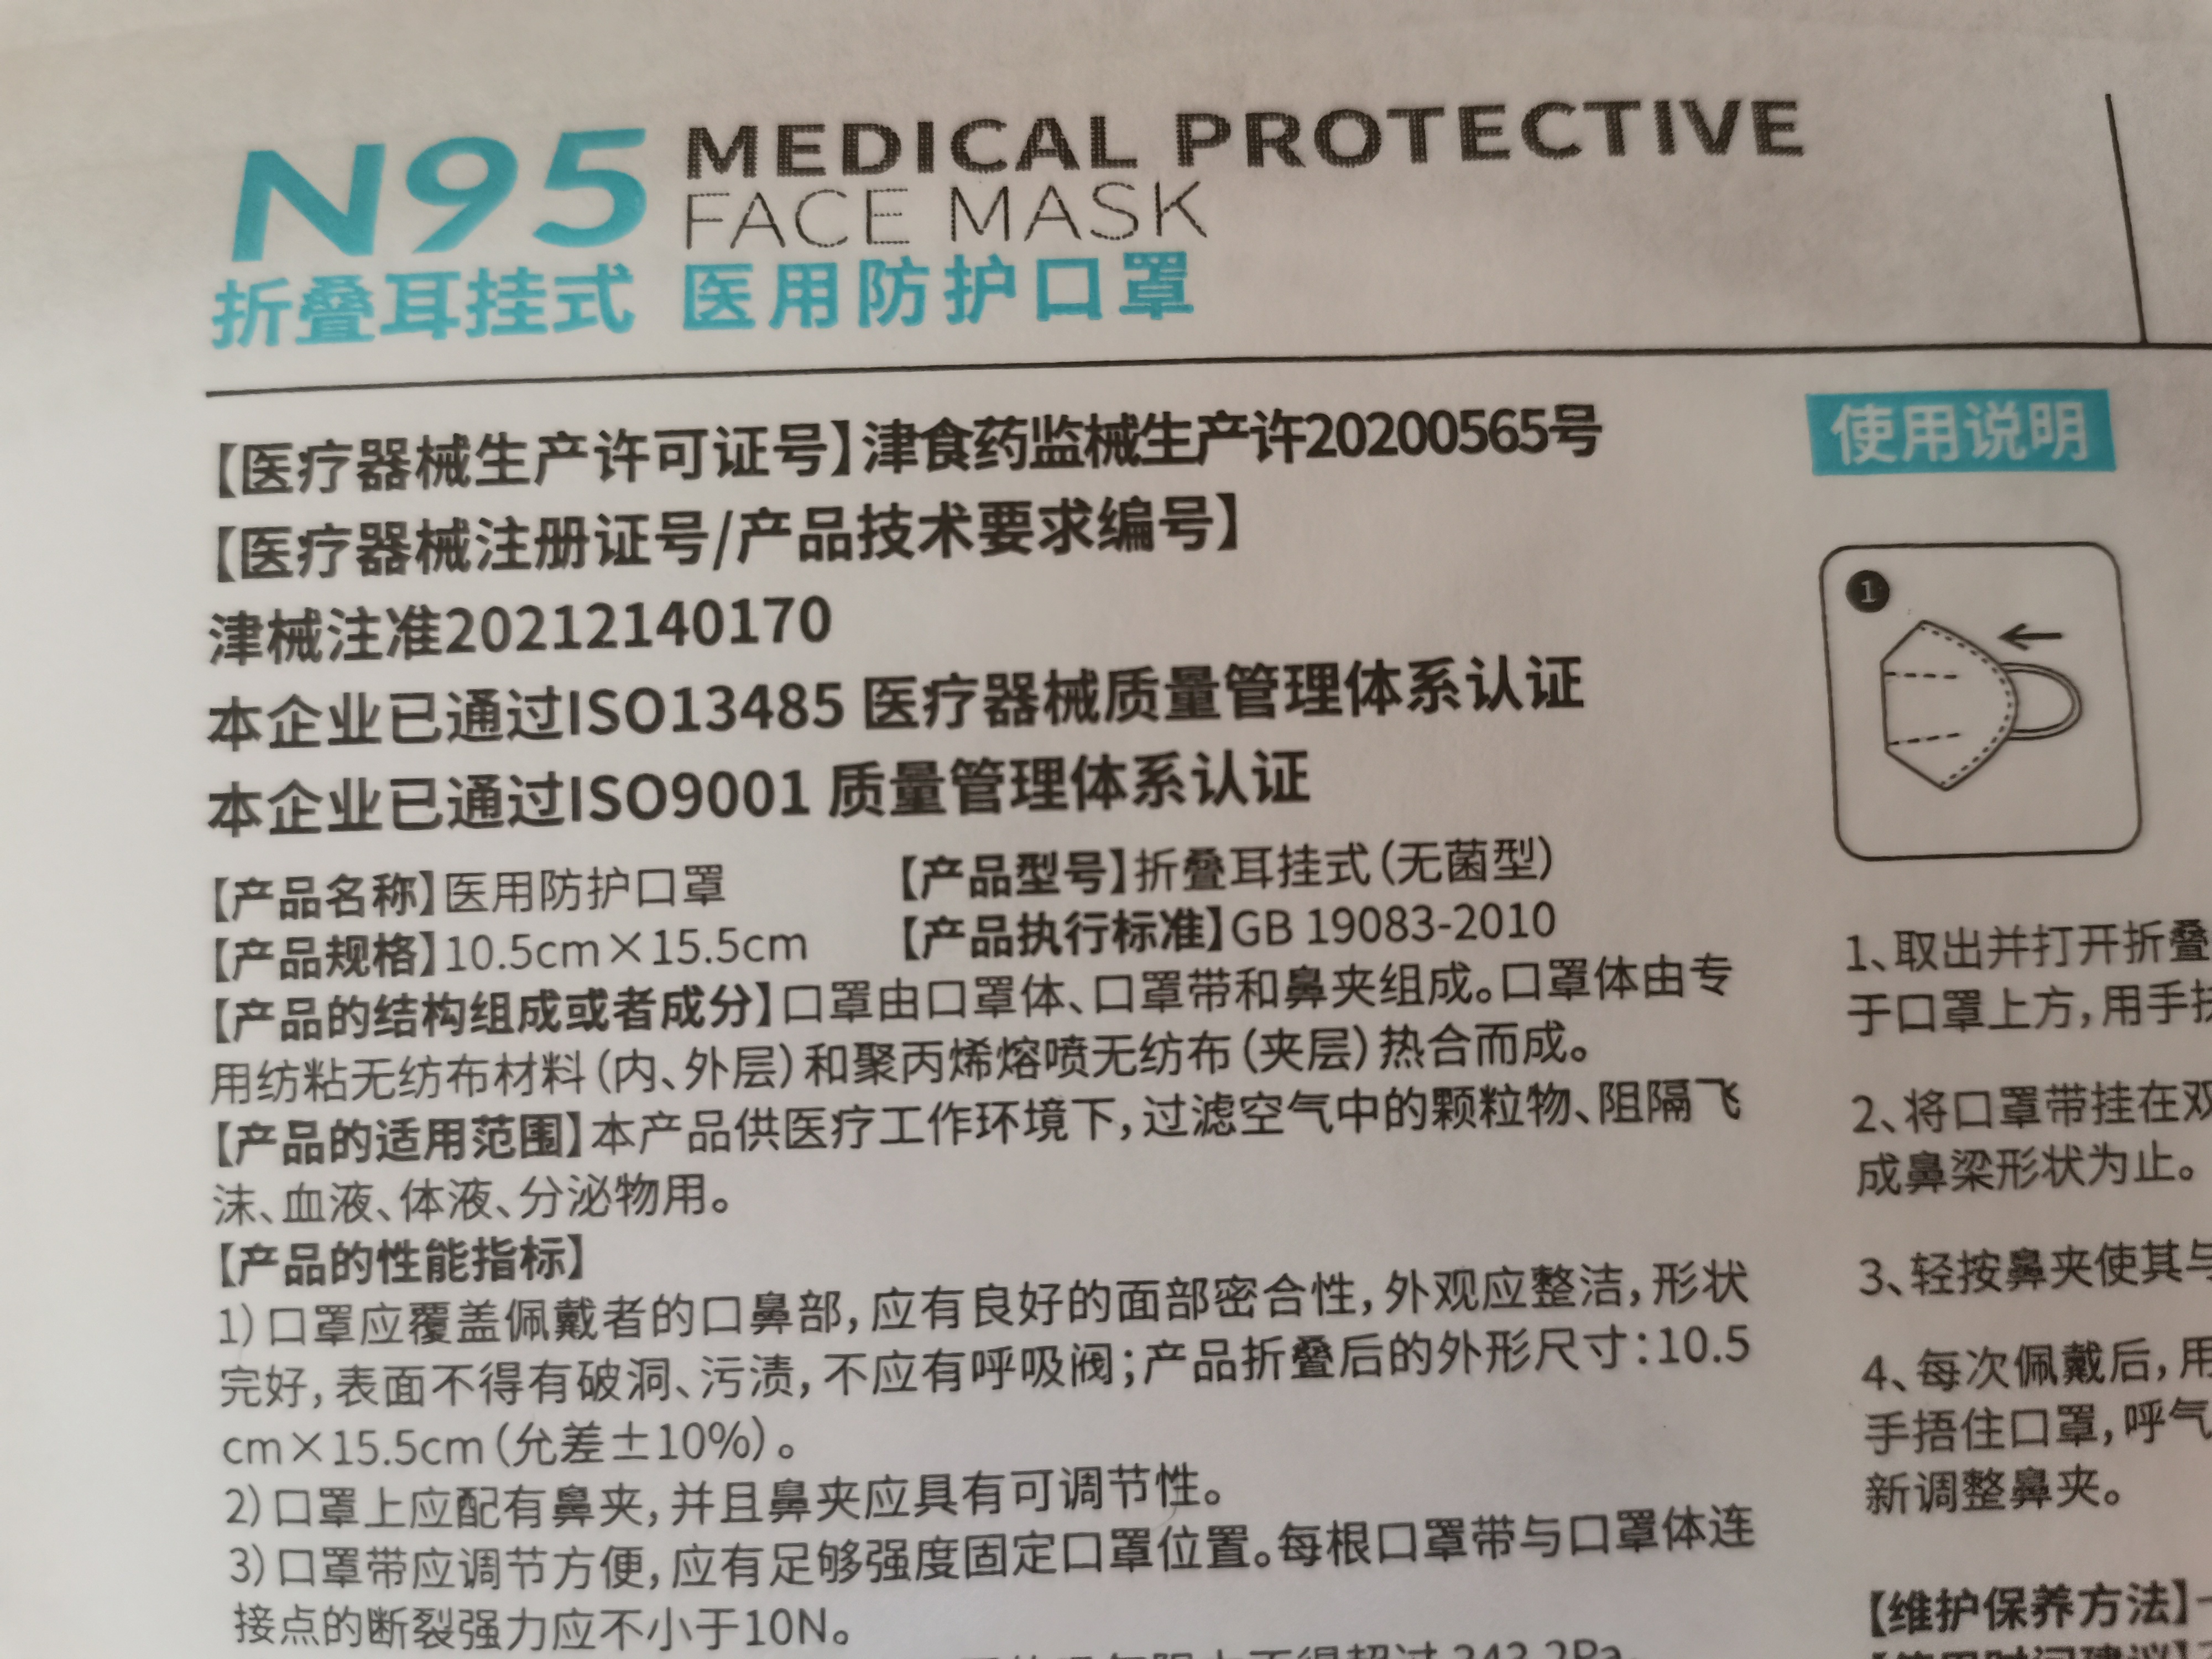 N95 MEDICAL PROTECTIVE
FACE MASK
折叠耳挂式 医用防护口罩
【医疗器械生产许可证号】津食药监械生产许20200565号
【医疗器械注册证号/产品技术要求编号】
津械注准20212140170
本企业已通过ISO13485 医疗器械质量管理体系认证
本企业已通过ISO9001 质量管理体系认证
【产品名称】医用防护口罩 【产品型号】折叠耳挂式(无菌型)
【产品规格】10.5cm×15.5cm 【产品执行标准】GB 19083-2010
【产品的结构组成或者成分】口罩由口罩体、口罩带和鼻夹组成。口罩体由专
用纺粘无纺布材料(内、外层)和聚丙烯熔喷无纺布(夹层)热合而成。
【产品的适用范围】本产品供医疗工作环境下,过滤空气中的颗粒物、阻隔飞
沫、血液、体液、分泌物用。
【产品的性能指标】
1)口罩应覆盖佩戴者的口鼻部,应有良好的面部密合性,外观应整洁,形状
完好,表面不得有破洞、污渍,不应有呼吸阀;产品折叠后的外形尺寸:10.5
cm×15.5cm(允差±10%)。
2)口罩上应配有鼻夹,并且鼻夹应具有可调节性。
3)口罩带应调节方便,应有足够强度固定口罩位置。每根口罩带与口罩体连
接点的断裂强力应不小于10N。
不得超过 343.2Pa。
使用说明
1
1、取出并打开折叠
于口罩上方,用手
2、将口罩带挂在双
成鼻梁形状为止。
3、轻按鼻夹使其与
4、每次佩戴后,用
手捂住口罩,呼气
新调整鼻夹。
【维护保养方法】